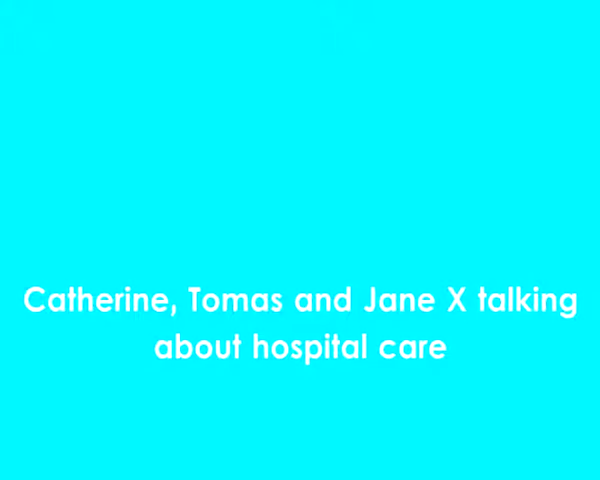 Catherine, Tomas and Jane X talking
about hospital care